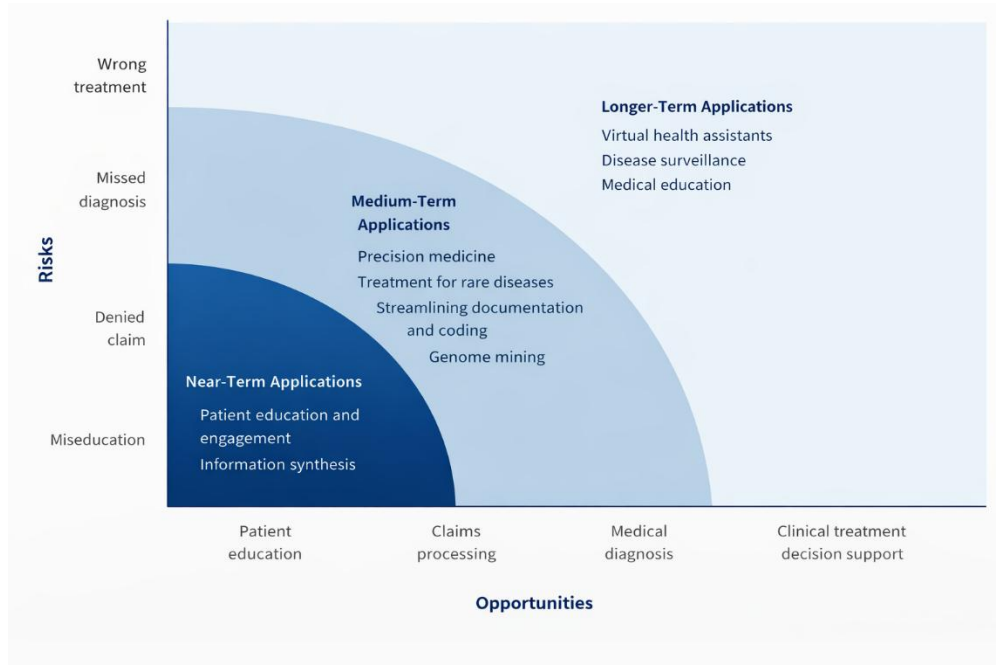 Wrong
treatment
Missed
diagnosis
Risks
Denied
claim
Miseducation
Longer-Term Applications
Virtual health assistants
Disease surveillance
Medical education
Medium-Term
Applications
Precision medicine
Treatment for rare diseases
Streamlining documentation
and coding
Genome mining
Near-Term Applications
Patient education and
engagement
Information synthesis
Patient
education
Claims
processing
Medical
diagnosis
Clinical treatment
decision support
Opportunities